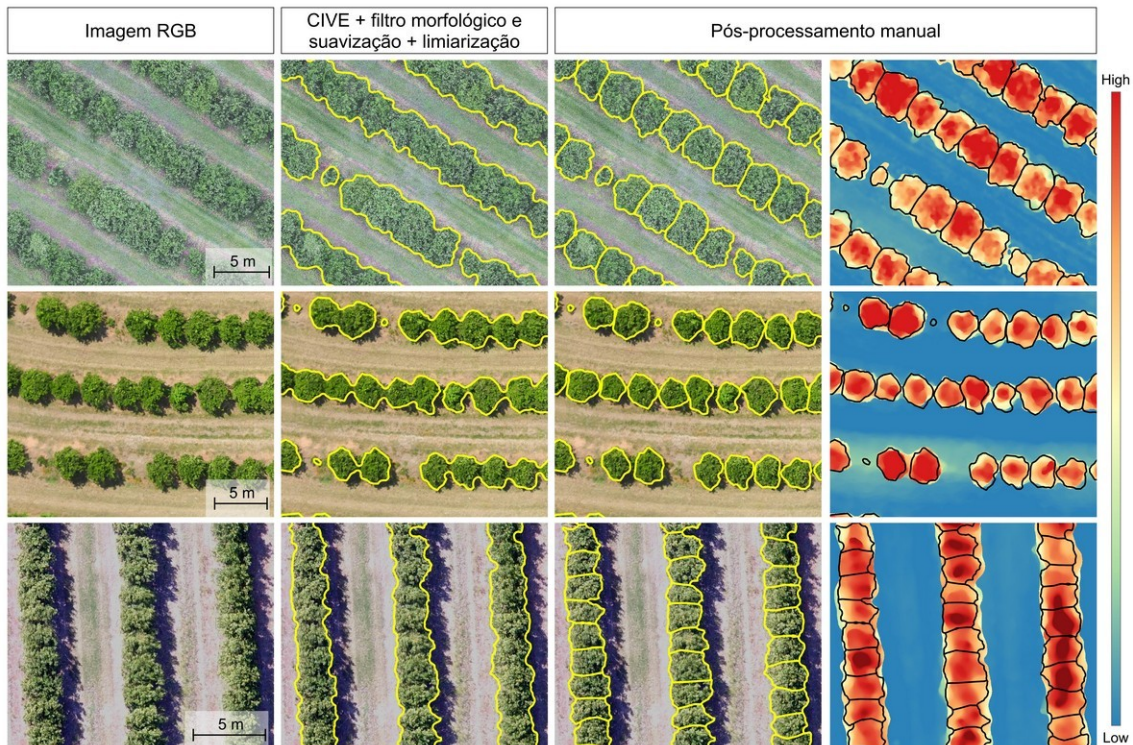 Imagem RGB
CIVE + filtro morfológico e
suavização + limiarização
Pós-processamento manual
High
5 m
5 m
5 m
Low